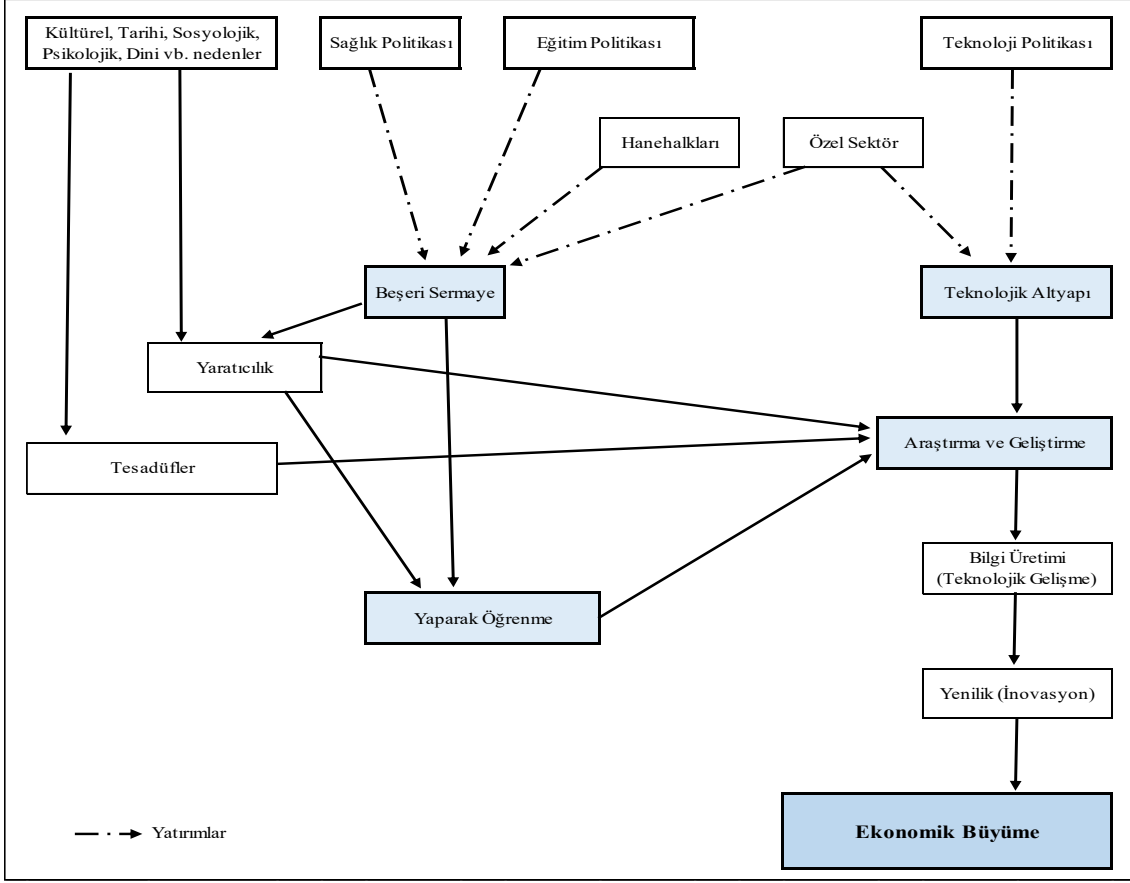 Kültürel, Tarihi, Sosyolojik,
Psikolojik, Dini vb. nedenler
Sağlık Politikası
Eğitim Politikası
Teknoloji Politikası
Hanehalkları
Özel Sektör
Beşeri Sermaye
Teknolojik Altyapı
Yaratıcılık
Araştırma ve Geliştirme
Tesadüfler
Bilgi Üretimi
(Teknolojik Gelişme)
Yaparak Öğrenme
Yenilik (İnovasyon)
Yatırımlar
Ekonomik Büyüme